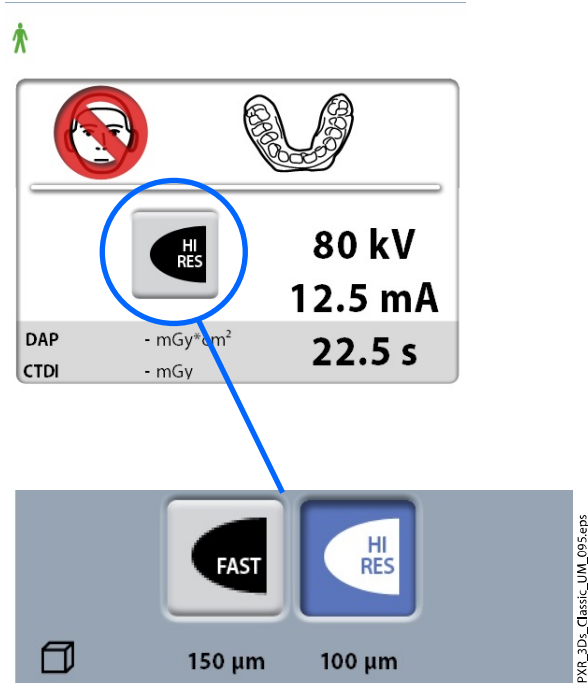 HI
RES
80 kV
12.5 mA
DAP - mGy*cm²
22.5 s
CTDI - mGy
FAST
HI
RES
150 µm 100 µm
PXR_3Ds_Classic_UM_095.eps